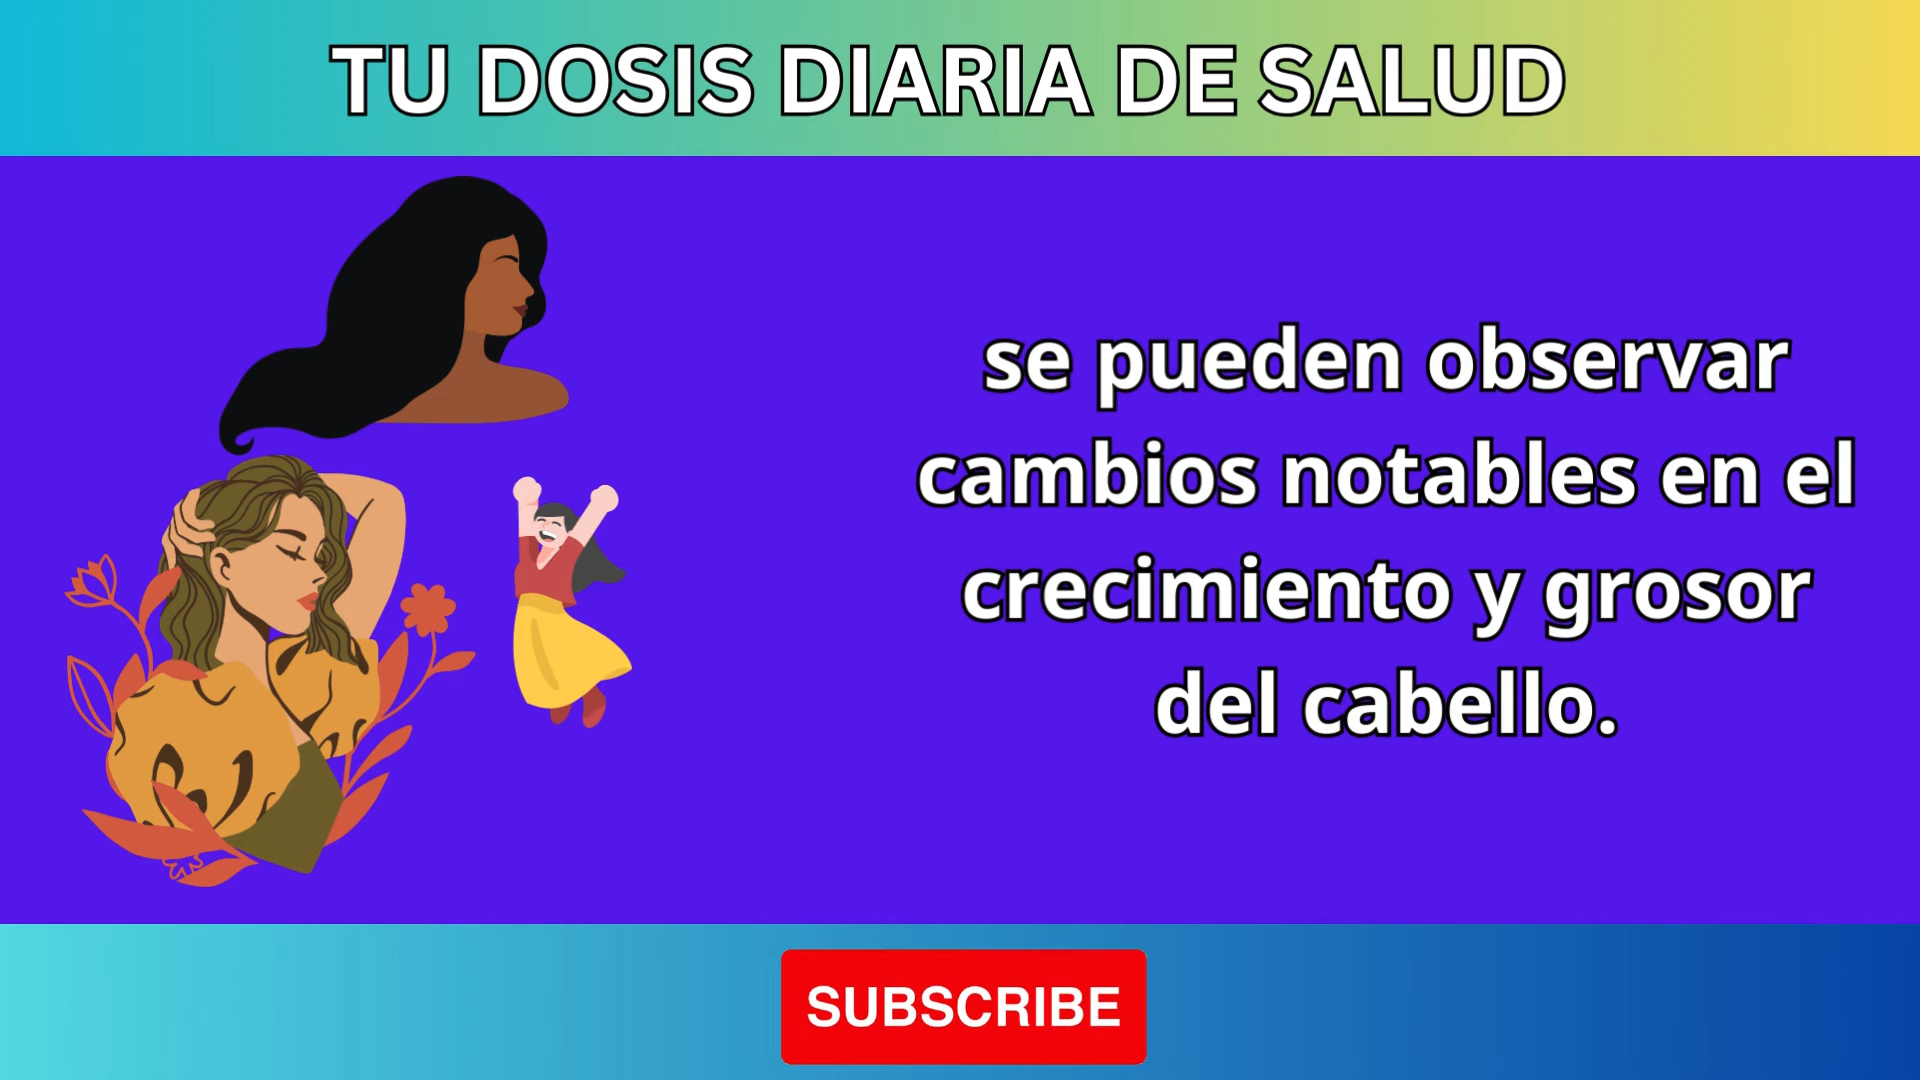 TU DOSIS DIARIA DE SALUD
se pueden observar
cambios notables en el
crecimiento y grosor
del cabello.
SUBSCRIBE